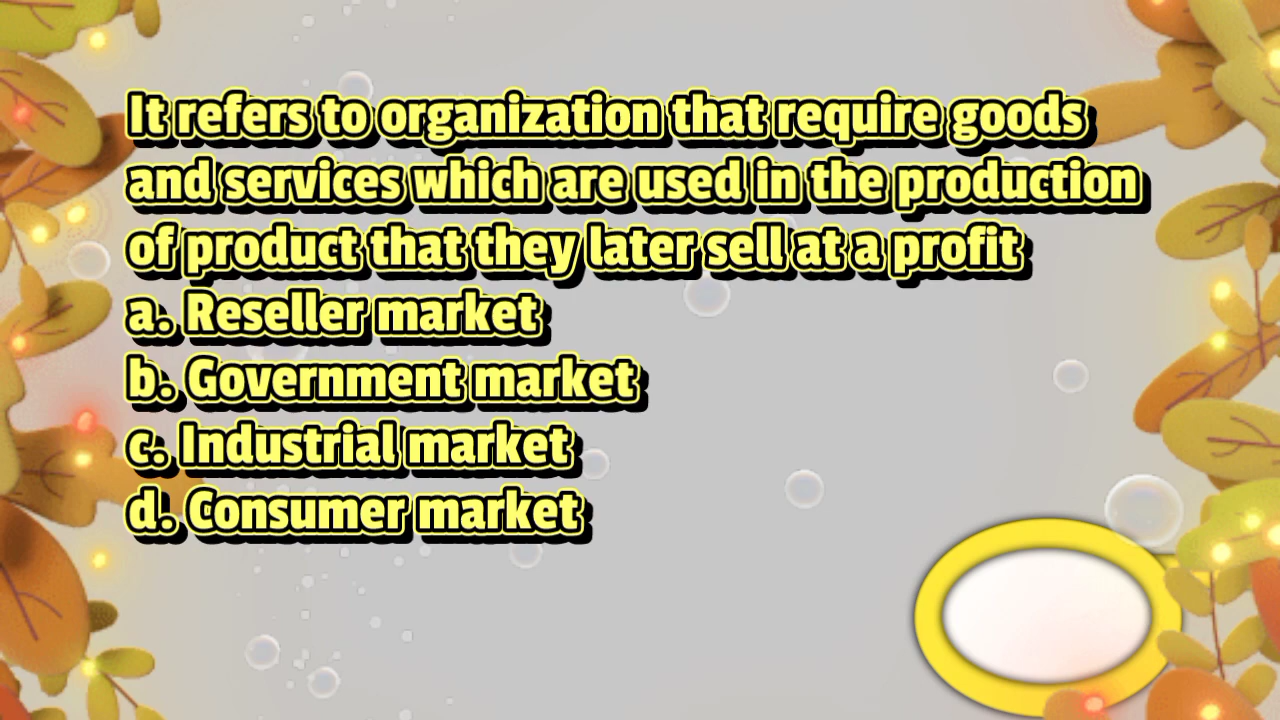 It refers to organization that require goods
and services which are used in the production
of product that they later sell at a profit
a. Reseller market
b. Government market
c. Industrial market
d. Consumer market